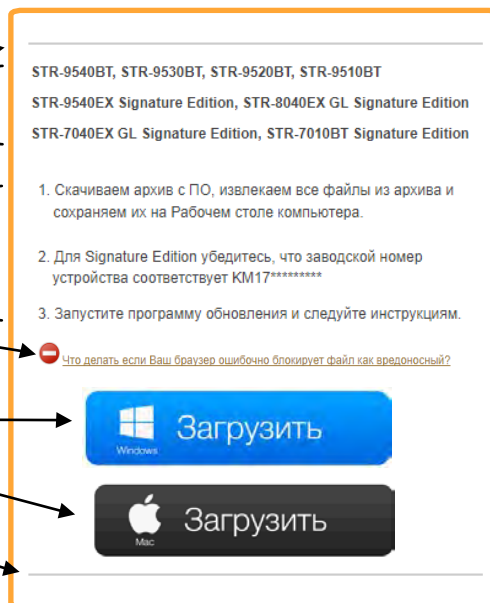 STR-9540BT, STR-9530BT, STR-9520BT, STR-9510BT
STR-9540EX Signature Edition, STR-8040EX GL Signature Edition
STR-7040EX GL Signature Edition, STR-7010BT Signature Edition
1. Скачиваем архив с ПО, извлекаем все файлы из архива и
сохраняем их на Рабочем столе компьютера.
2. Для Signature Edition убедитесь, что заводской номер
устройства соответствует KM17*********
3. Запустите программу обновления и следуйте инструкциям.
Что делать если Ваш браузер ошибочно блокирует файл как вредоносный?
Windows
Загрузить
Mac
Загрузить